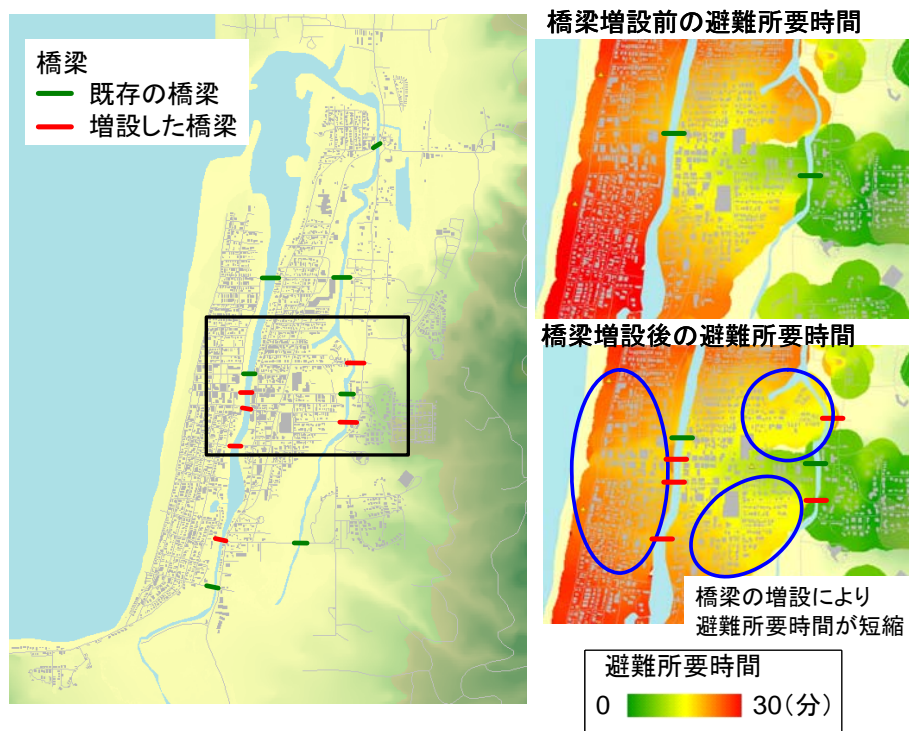 橋梁
既存の橋梁
増設した橋梁
橋梁増設前の避難所要時間
橋梁増設後の避難所要時間
橋梁の増設により
避難所要時間が短縮
避難所要時間
0 30(分)